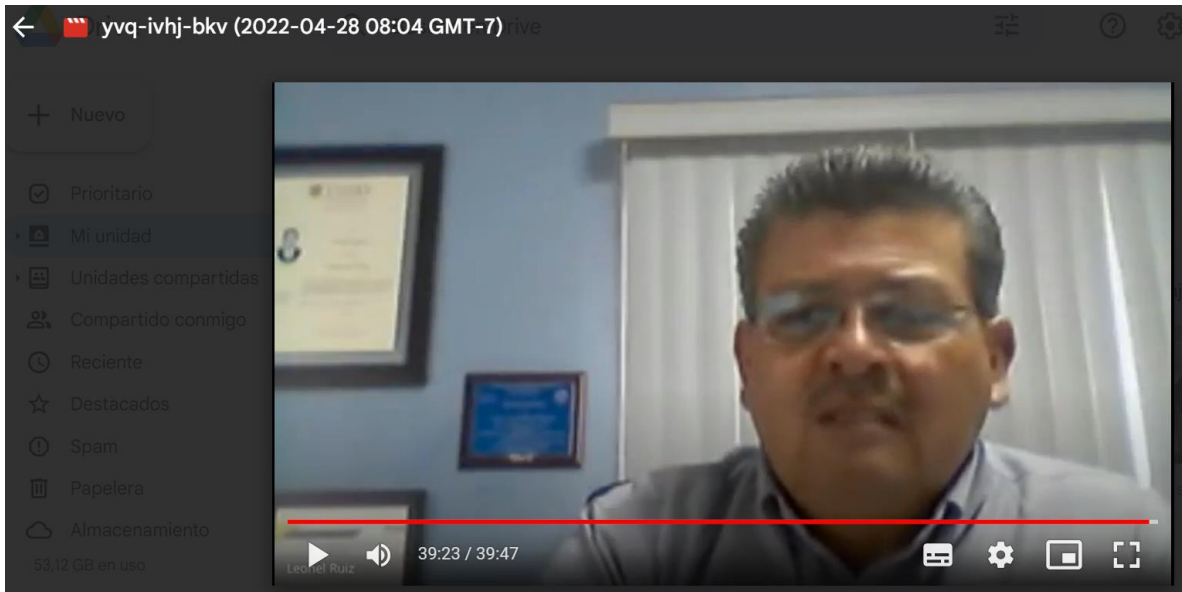 yvq-ivhj-bkv (2022-04-28 08:04 GMT-7)
rive
Nuevo
Prioritario
Mi unidad
Unidades compartidas
Compartido conmigo
Reciente
Destacados
Spam
Papelera
Almacenamiento
53,12 GB en uso
39:23 / 39:47
Leonel Ruiz